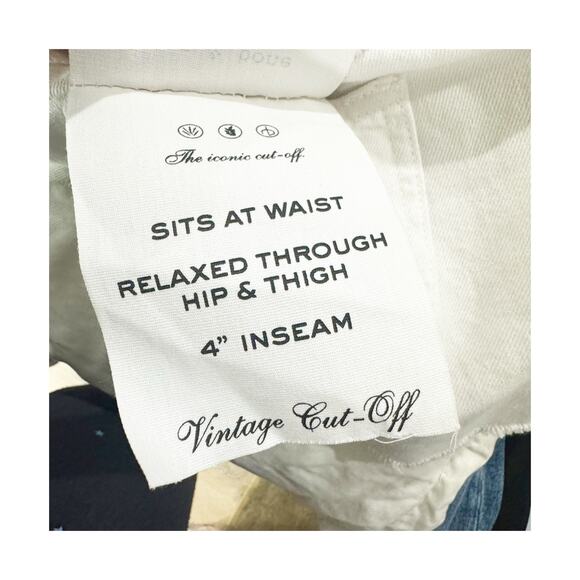 The iconic cut-off.
SITS AT WAIST
RELAXED THROUGH
HIP & THIGH
4” INSEAM
Vintage Cut-Off